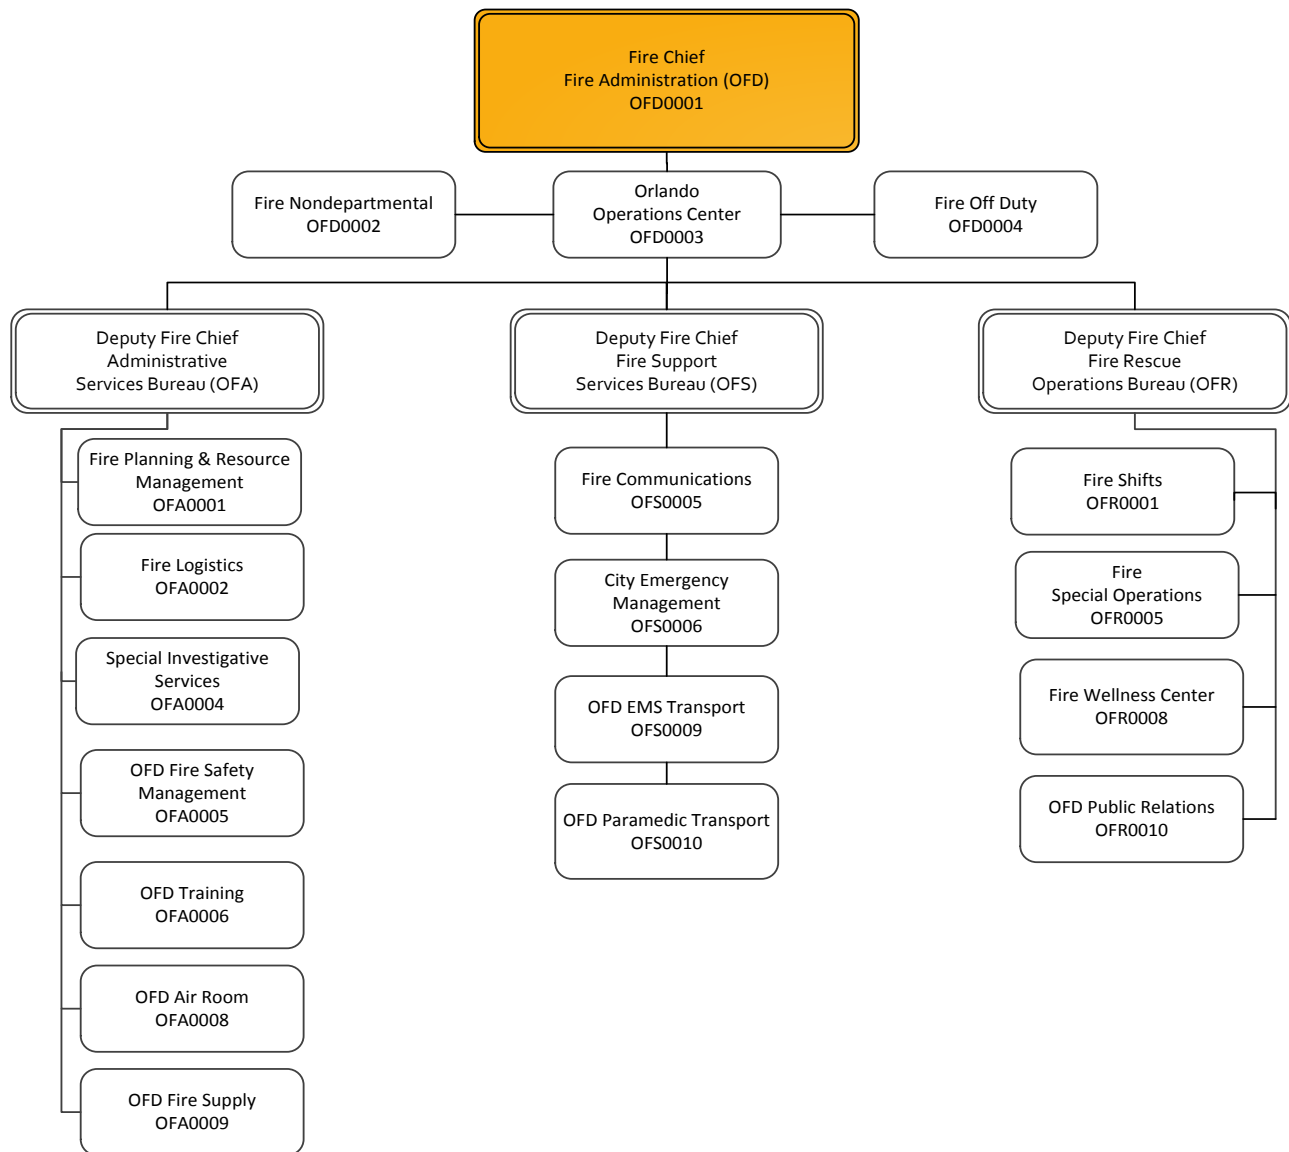 Fire Chief
Fire Administration (OFD)
OFD0001
Fire Nondepartmental
OFD0002
Orlando
Operations Center
OFD0003
Fire Off Duty
OFD0004
Deputy Fire Chief
Administrative
Services Bureau (OFA)
Deputy Fire Chief
Fire Support
Services Bureau (OFS)
Deputy Fire Chief
Fire Rescue
Operations Bureau (OFR)
Fire Planning & Resource
Management
OFA0001
Fire Logistics
OFA0002
Special Investigative
Services
OFA0004
OFD Fire Safety
Management
OFA0005
OFD Training
OFA0006
OFD Air Room
OFA0008
OFD Fire Supply
OFA0009
Fire Communications
OFS0005
City Emergency
Management
OFS0006
OFD EMS Transport
OFS0009
OFD Paramedic Transport
OFS0010
Fire Shifts
OFR0001
Fire
Special Operations
OFR0005
Fire Wellness Center
OFR0008
OFD Public Relations
OFR0010